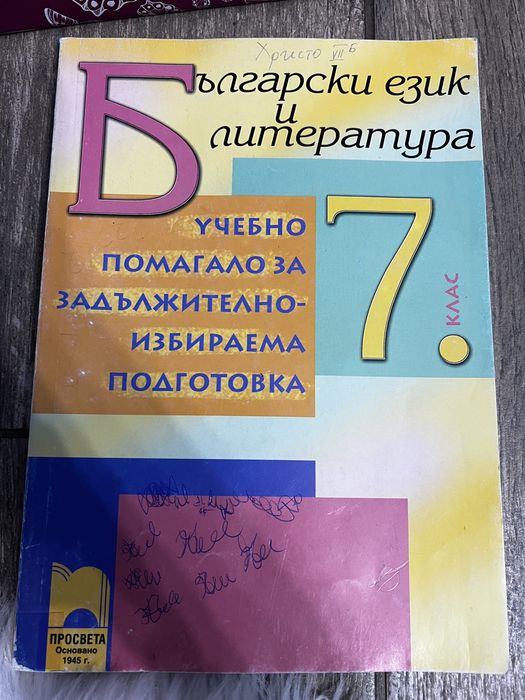 Христо VII б
Български език
и
литература
7. клас
УЧЕБНО
ПОМАГАЛО ЗА
ЗАДЪЛЖИТЕЛНО-
ИЗБИРАЕМА
ПОДГОТОВКА
ПРОСВЕТА
Основано
1945 г.